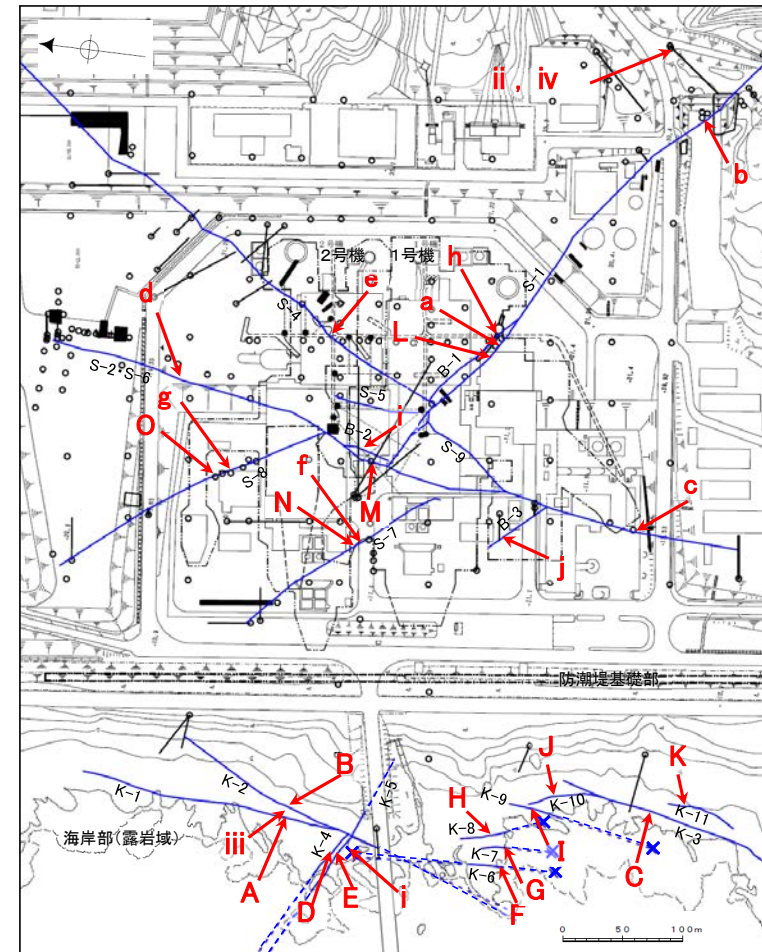 ii , iv
b
2号機
1号機
h
S-1
d
e
a
S-4
L
B-1
S-2・S-6
g
S-5
i
O
B-2
S-8
S-9
f
M
c
N
S-7
B-3
j
防潮堤基礎部
J
K
B
K-2
K-5
K-1
K-9
K-10
K-11
H
海岸部(露岩域)
iii
K-8
K-3
K-4
A
K-7
I
C
K-6
D
E
i
F
G
0 50 100m